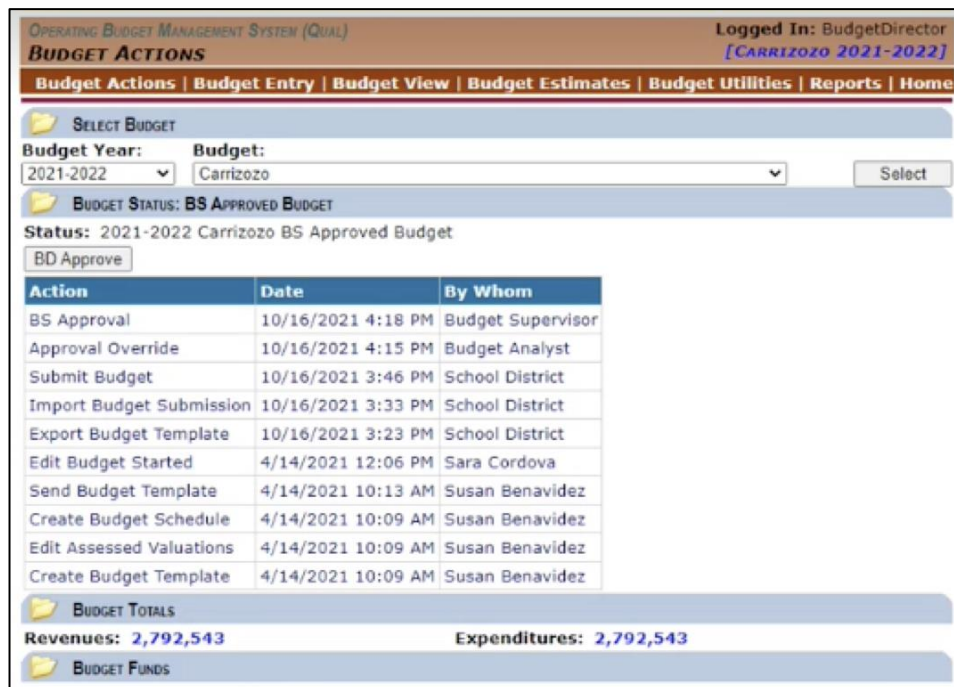 OPERATING BUDGET MANAGEMENT SYSTEM (QUAL) Logged In: BudgetDirector
BUDGET ACTIONS [CARRIZOZO 2021-2022]
Budget Actions | Budget Entry | Budget View | Budget Estimates | Budget Utilities | Reports | Home
SELECT BUDGET
Budget Year: Budget:
2021-2022 Carrizozo Select
BUDGET STATUS: BS APPROVED BUDGET
Status: 2021-2022 Carrizozo BS Approved Budget
BD Approve
Action Date By Whom
BS Approval 10/16/2021 4:18 PM Budget Supervisor
Approval Override 10/16/2021 4:15 PM Budget Analyst
Submit Budget 10/16/2021 3:46 PM School District
Import Budget Submission 10/16/2021 3:33 PM School District
Export Budget Template 10/16/2021 3:23 PM School District
Edit Budget Started 4/14/2021 12:06 PM Sara Cordova
Send Budget Template 4/14/2021 10:13 AM Susan Benavidez
Create Budget Schedule 4/14/2021 10:09 AM Susan Benavidez
Edit Assessed Valuations 4/14/2021 10:09 AM Susan Benavidez
Create Budget Template 4/14/2021 10:09 AM Susan Benavidez
BUDGET TOTALS
Revenues: 2,792,543 Expenditures: 2,792,543
BUDGET FUNDS